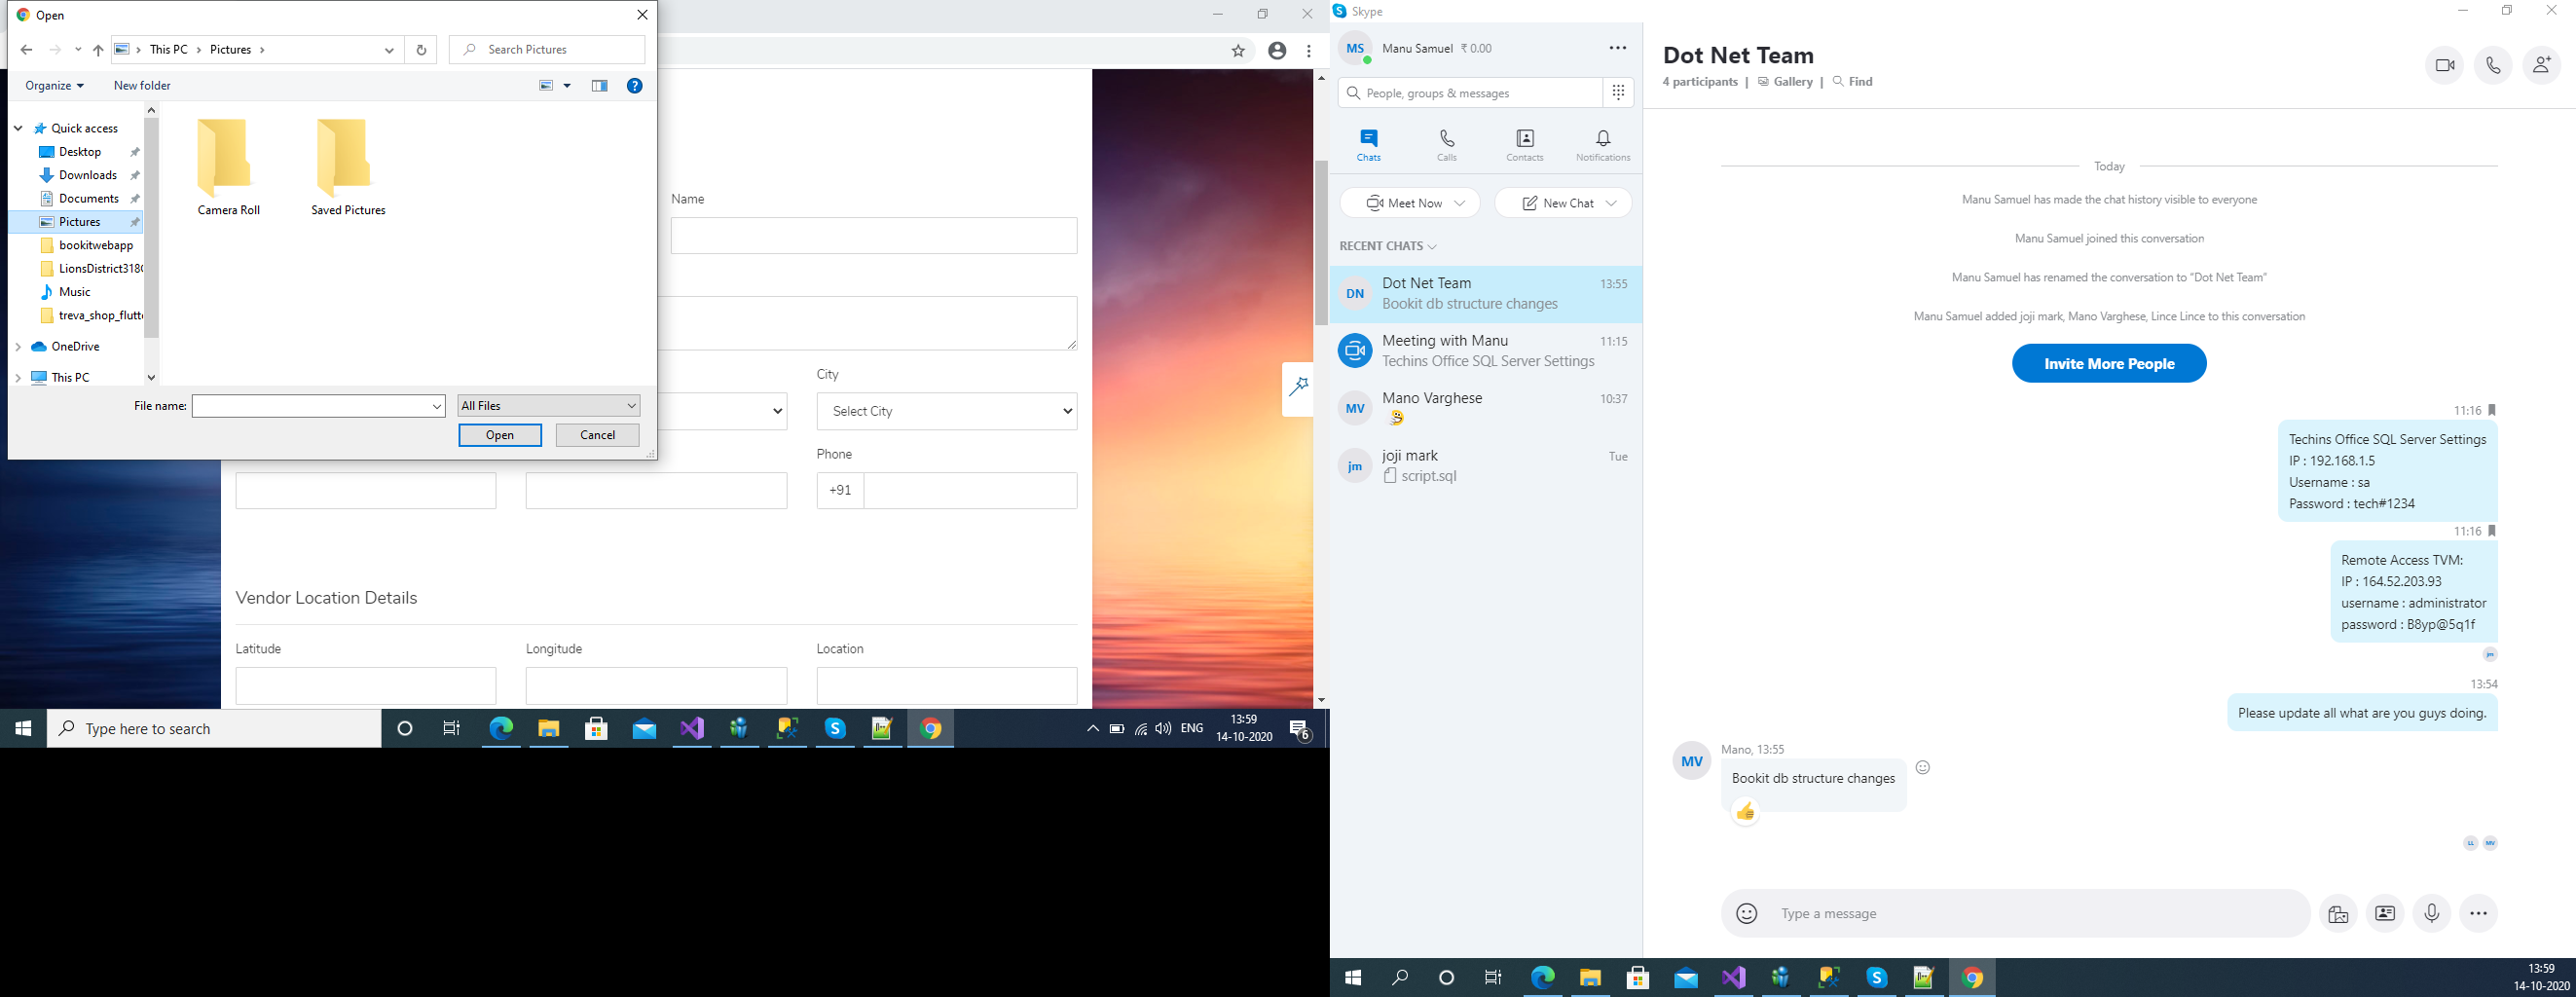 Open
This PC
Pictures
Search Pictures
Organize
New folder
Quick access
Desktop
Downloads
Documents
Pictures
bookitwebapp
LionsDistrict318
Music
treva_shop_flutt
OneDrive
This PC
Camera Roll
Saved Pictures
File name:
All Files
Open
Cancel
Name
City
Select City
Phone
+91
Vendor Location Details
Latitude
Longitude
Location
Type here to search
ENG
13:59
14-10-2020
6
Skype
MS
Manu Samuel ₹ 0.00
People, groups & messages
Chats
Calls
Contacts
Notifications
Meet Now
New Chat
RECENT CHATS
DN
Dot Net Team
13:55
Bookit db structure changes
Meeting with Manu
11:15
Techins Office SQL Server Settings
MV
Mano Varghese
10:37
jm
joji mark
Tue
script.sql
Dot Net Team
4 participants | Gallery | Find
Today
Manu Samuel has made the chat history visible to everyone
Manu Samuel joined this conversation
Manu Samuel has renamed the conversation to "Dot Net Team"
Manu Samuel added joji mark, Mano Varghese, Lince Lince to this conversation
Invite More People
11:16
Techins Office SQL Server Settings
IP : 192.168.1.5
Username : sa
Password : tech#1234
11:16
Remote Access TVM:
IP : 164.52.203.93
username : administrator
password : B8yp@5q1f
jm
13:54
Please update all what are you guys doing.
MV
Mano, 13:55
Bookit db structure changes
LL
MV
Type a message
13:59
14-10-2020